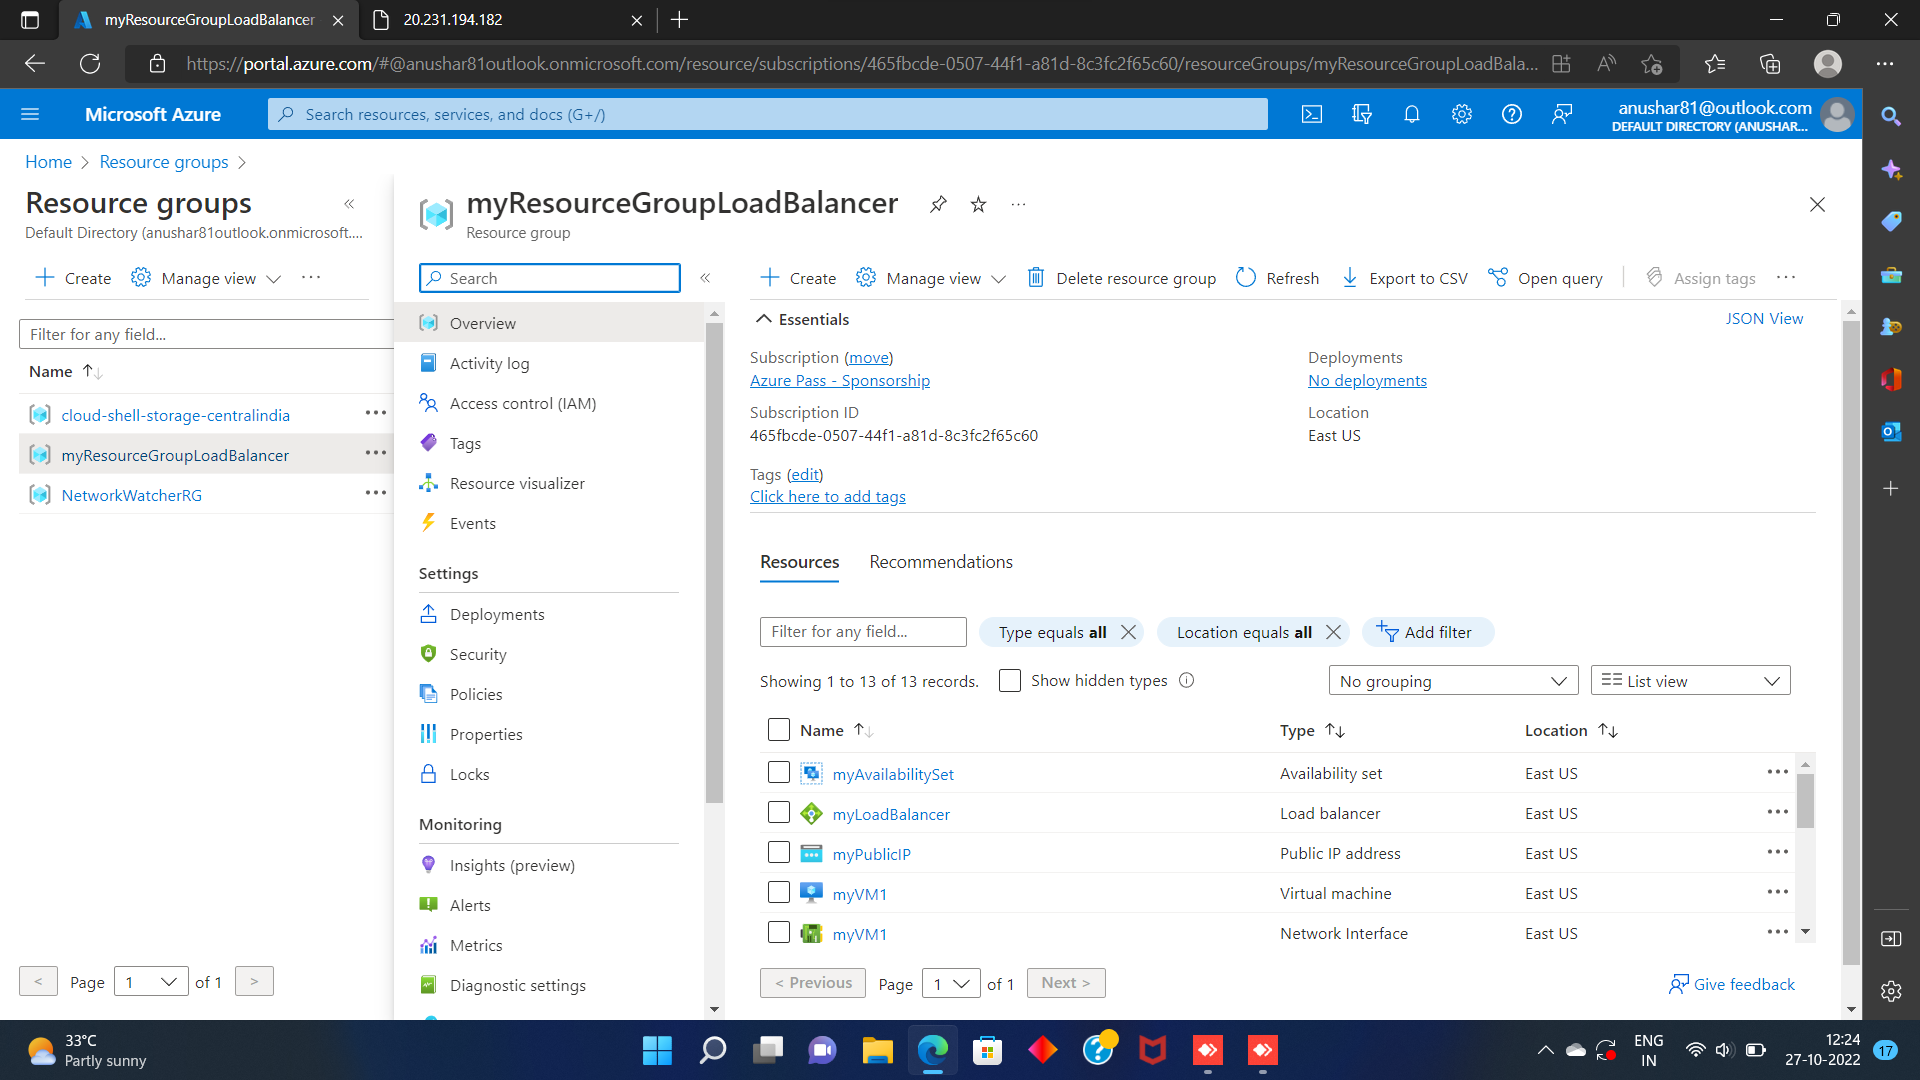 myResourceGroupLoadBalancer
20.231.194.182
https://portal.azure.com/#@anushar81outlook.onmicrosoft.com/resource/subscriptions/465fbcde-0507-44f1-a81d-8c3fc2f65c60/resourceGroups/myResourceGroupLoadBala...
Microsoft Azure
Search resources, services, and docs (G+/)
anushar81@outlook.com
DEFAULT DIRECTORY (ANUSHAR...
Home > Resource groups >
Resource groups
Default Directory (anushar81outlook.onmicrosoft....
Create
Manage view
Filter for any field...
Name
cloud-shell-storage-centralindia
myResourceGroupLoadBalancer
NetworkWatcherRG
< Page 1 of 1 >
myResourceGroupLoadBalancer
Resource group
Search
Overview
Activity log
Access control (IAM)
Tags
Resource visualizer
Events
Settings
Deployments
Security
Policies
Properties
Locks
Monitoring
Insights (preview)
Alerts
Metrics
Diagnostic settings
Create
Manage view
Delete resource group
Refresh
Export to CSV
Open query
Assign tags
Essentials
JSON View
Subscription (move)
Azure Pass - Sponsorship
Subscription ID
465fbcde-0507-44f1-a81d-8c3fc2f65c60
Deployments
No deployments
Location
East US
Tags (edit)
Click here to add tags
Resources
Recommendations
Filter for any field...
Type equals all
Location equals all
Add filter
Showing 1 to 13 of 13 records.
Show hidden types
No grouping
List view
Name Type Location
myAvailabilitySet Availability set East US
myLoadBalancer Load balancer East US
myPublicIP Public IP address East US
myVM1 Virtual machine East US
myVM1 Network Interface East US
< Previous Page 1 of 1 Next >
Give feedback
33°C
Partly sunny
ENG
IN
12:24
27-10-2022
17